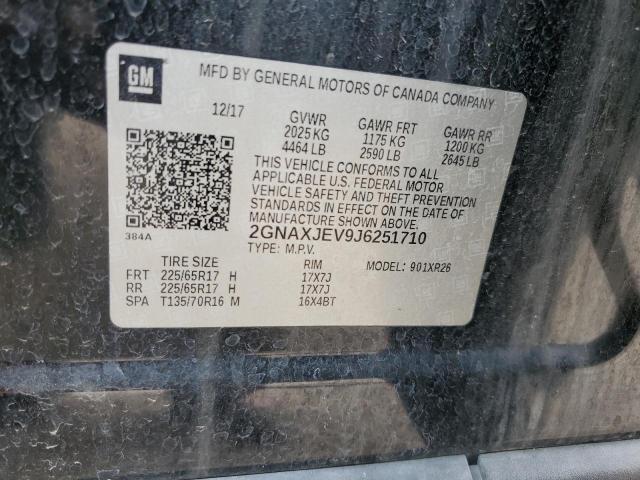 GM
MFD BY GENERAL MOTORS OF CANADA COMPANY
12/17 GVWR GAWR FRT GAWR RR
2025 KG 1175 KG 1200 KG
4464 LB 2590 LB 2645 LB
THIS VEHICLE CONFORMS TO ALL
APPLICABLE U.S. FEDERAL MOTOR
VEHICLE SAFETY AND THEFT PREVENTION
STANDARDS IN EFFECT ON THE DATE OF
MANUFACTURE SHOWN ABOVE.
384A 2GNAXJEV9J6251710
TYPE: M.P.V.
TIRE SIZE RIM MODEL: 901XR26
FRT 225/65R17 H 17X7J
RR 225/65R17 H 17X7J
SPA T135/70R16 M 16X4BT